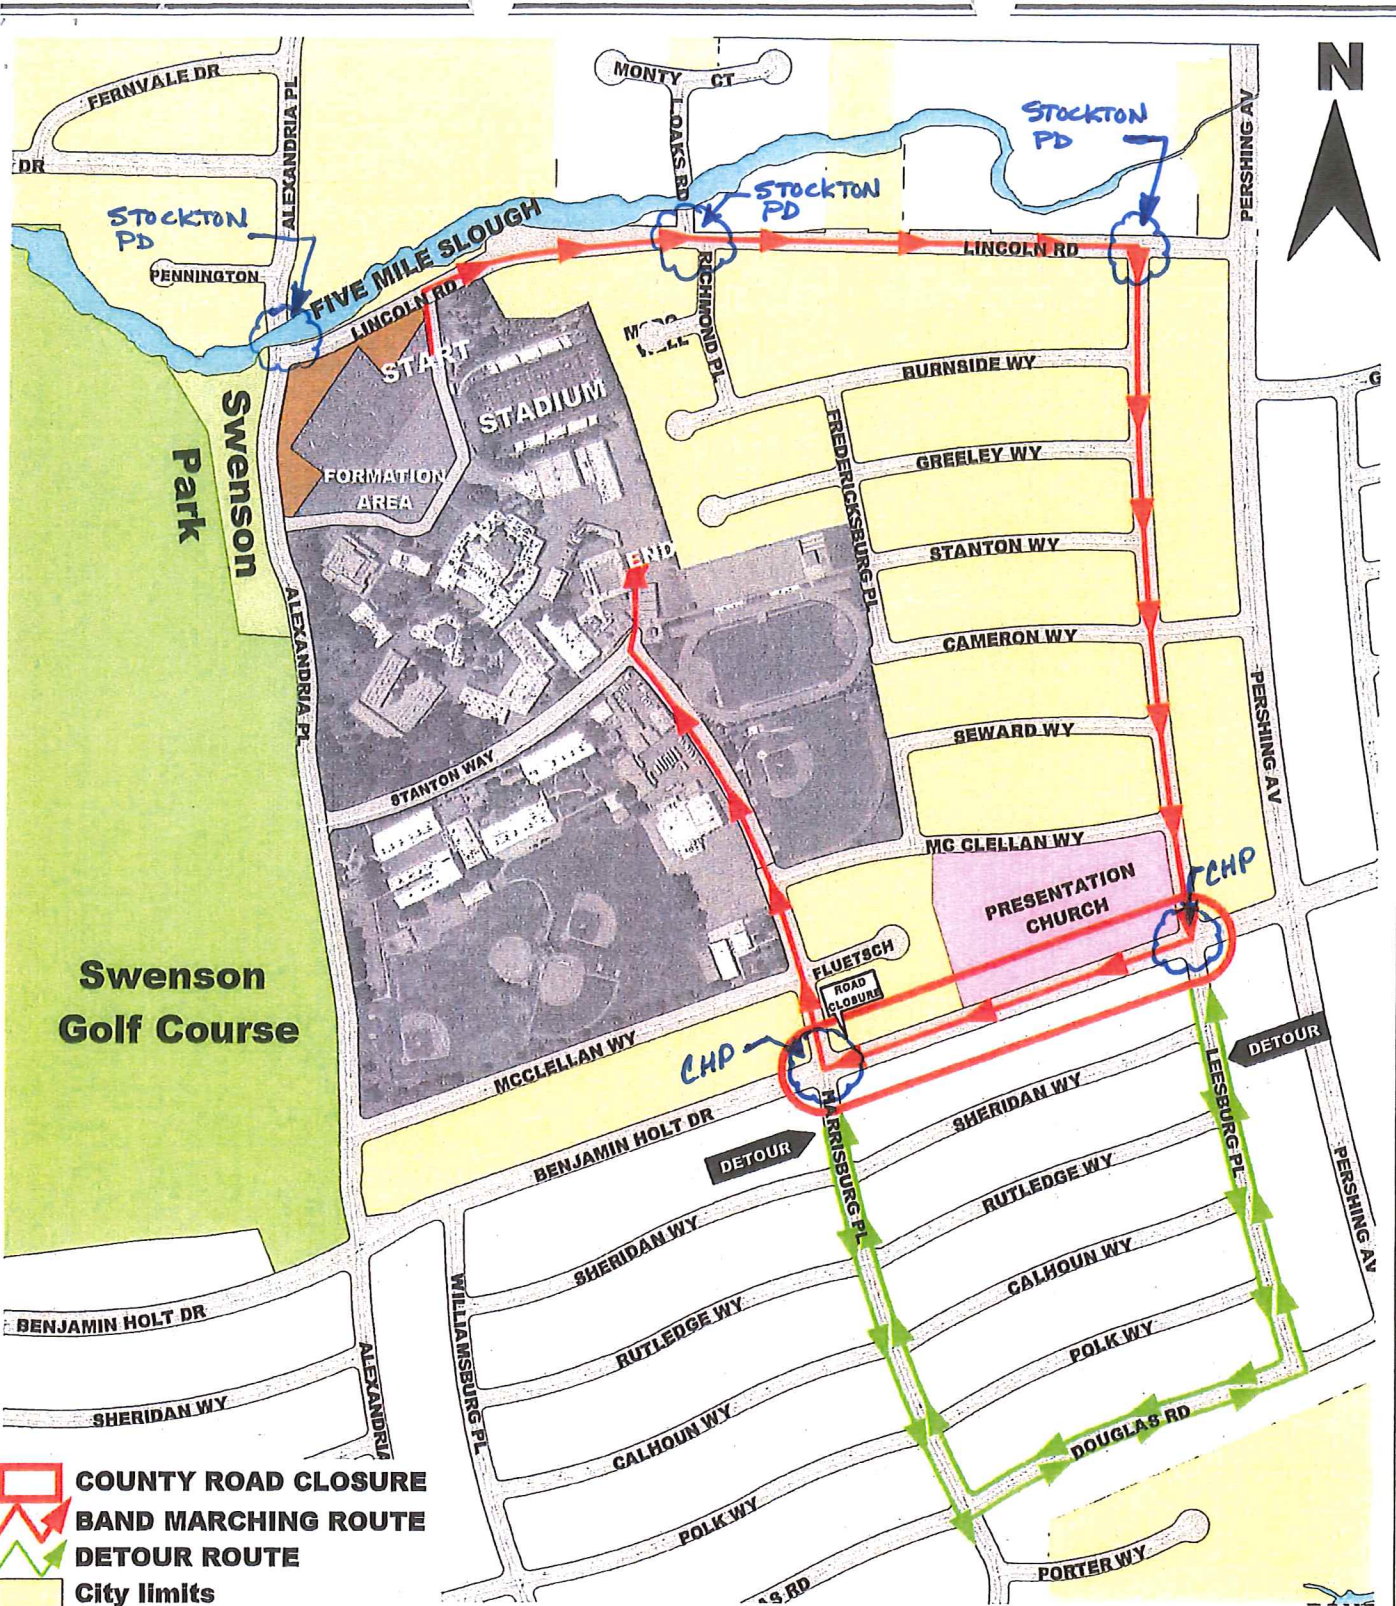 MONTY CT
N
FERNVALE DR
ALEXANDRIA PL
STOCKTON
PD
PERSHING AV
OAKS RD
DR
STOCKTON
PD
STOCKTON
PD
FIVE MILE SLOUGH
LINCOLN RD
PENNINGTON
LINCOLN RD
RICHMOND PL
START
BURNSIDE WY
STADIUM
Swenson
Park
FREDERICKSBURG PL
GREELEY WY
FORMATION
AREA
STANTON WY
END
ALEXANDRIA PL
CAMERON WY
PERSHING AV
SEWARD WY
STANTON WAY
MC CLELLAN WY
CHP
PRESENTATION
CHURCH
FLUETSCH
Swenson
Golf Course
ROAD
CLOSURE
DETOUR
MCCLELLAN WY
CHP
LEESBURG PL
HARRISBURG PL
SHERIDAN WY
BENJAMIN HOLT DR
DETOUR
RUTLEDGE WY
PERSHING AV
SHERIDAN WY
CALHOUN WY
BENJAMIN HOLT DR
WILLIAMSBURG PL
RUTLEDGE WY
POLK WY
ALEXANDRIA
SHERIDAN WY
CALHOUN WY
DOUGLAS RD
COUNTY ROAD CLOSURE
BAND MARCHING ROUTE
POLK WY
DETOUR ROUTE
PORTER WY
City limits
AS RD